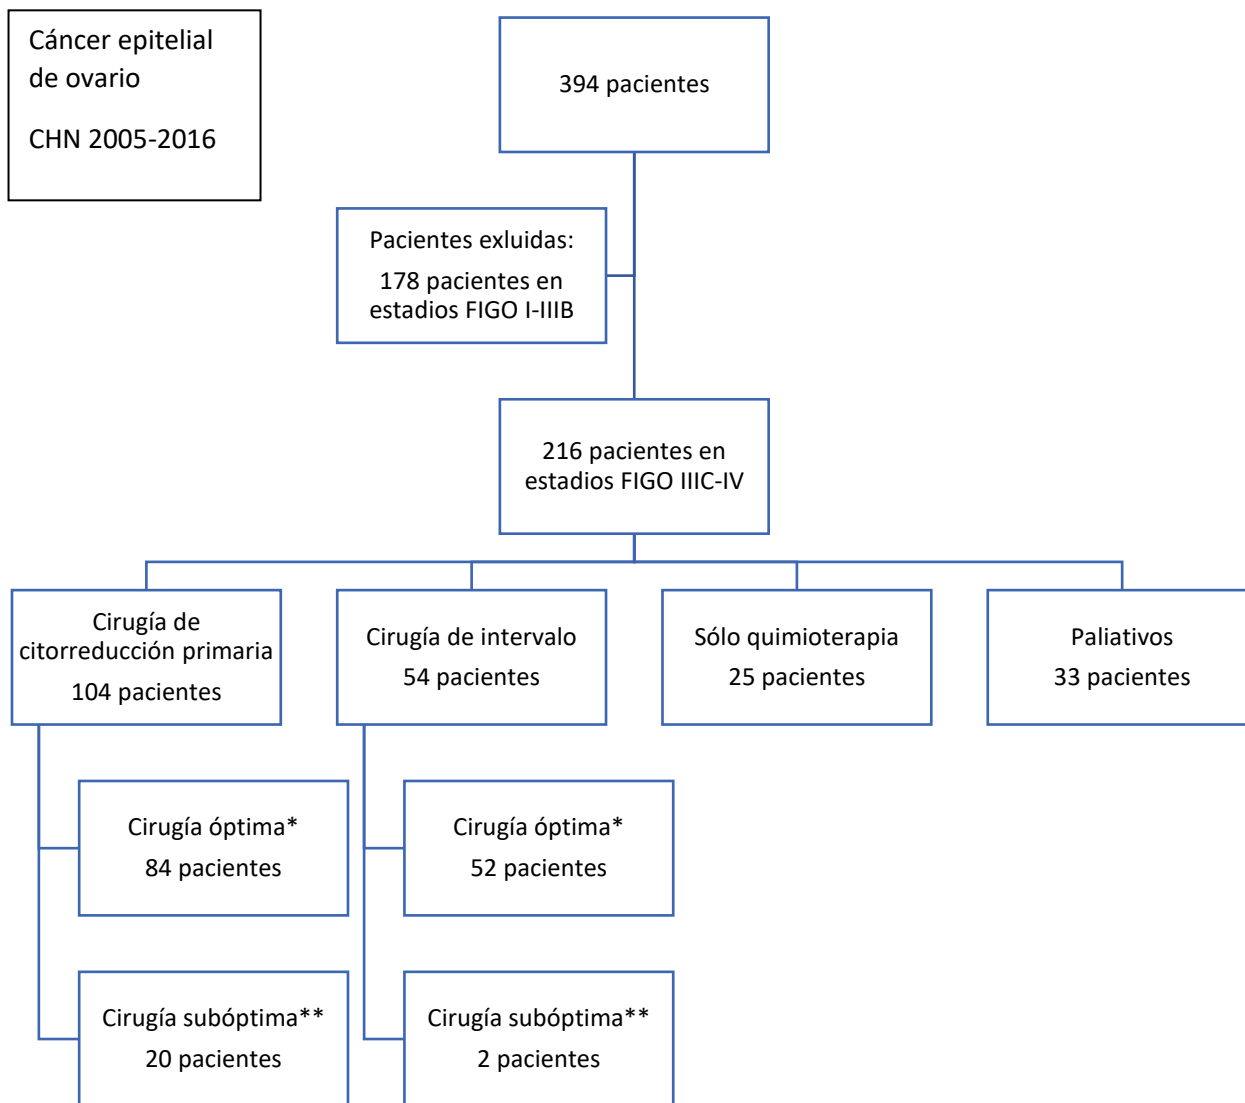 Cáncer epitelial
de ovario
CHN 2005-2016
394 pacientes
Pacientes exluidas:
178 pacientes en
estadios FIGO I-IIIB
216 pacientes en
estadios FIGO IIIC-IV
Cirugía de
citorreducción primaria
104 pacientes
Cirugía de intervalo
54 pacientes
Sólo quimioterapia
25 pacientes
Paliativos
33 pacientes
Cirugía óptima*
84 pacientes
Cirugía óptima*
52 pacientes
Cirugía subóptima**
20 pacientes
Cirugía subóptima**
2 pacientes